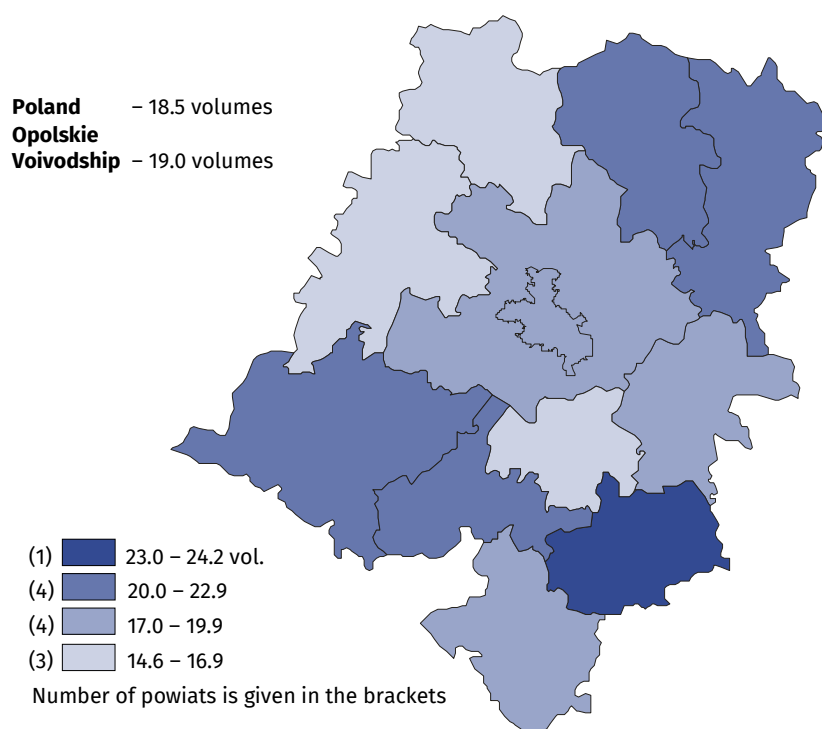 Poland – 18.5 volumes
Opolskie
Voivodship – 19.0 volumes
(1) 23.0 – 24.2 vol.
(4) 20.0 – 22.9
(4) 17.0 – 19.9
(3) 14.6 – 16.9
Number of powiats is given in the brackets